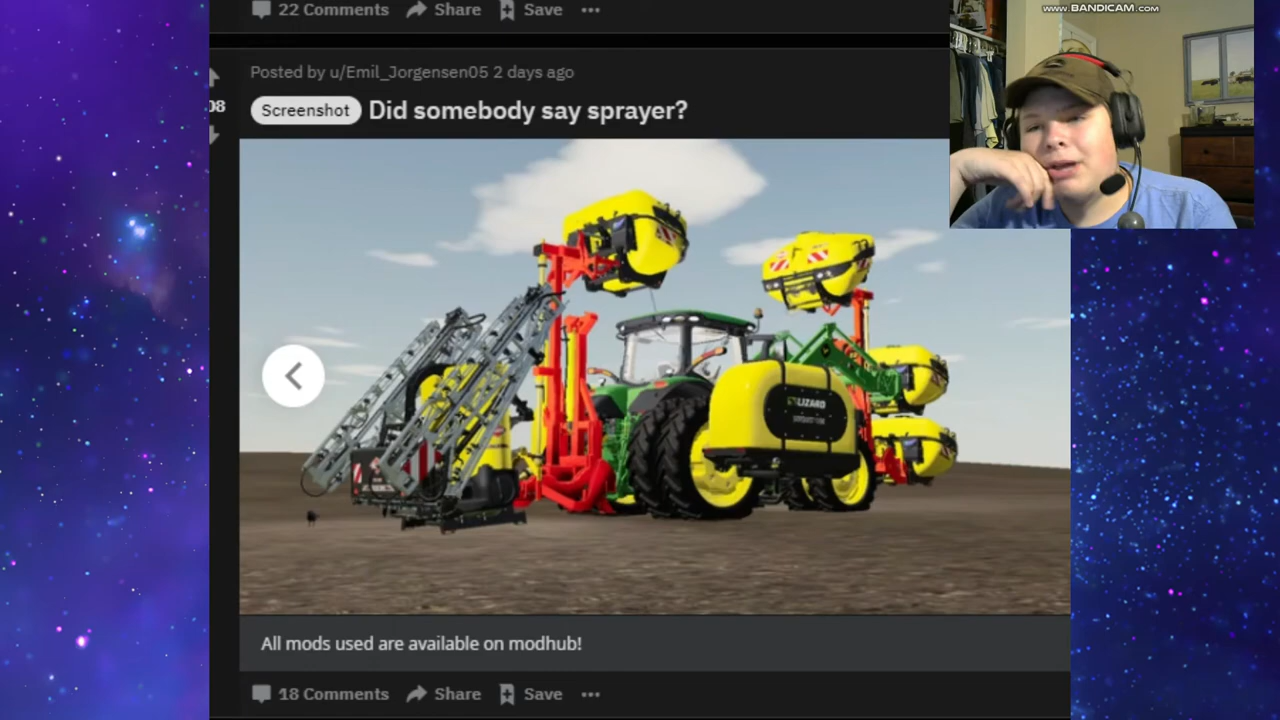 www.BANDICAM.com
22 Comments Share Save
Posted by u/Emil_Jorgensen05 2 days ago
08
Screenshot Did somebody say sprayer?
LIZARD
All mods used are available on modhub!
18 Comments Share Save